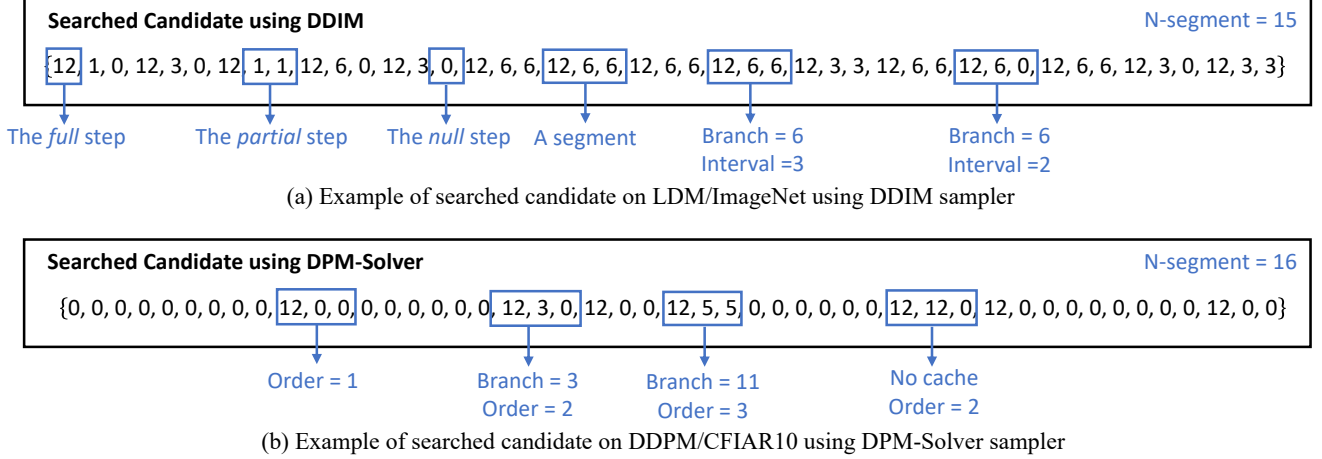 Searched Candidate using DDIM
N-segment = 15
{12, 1, 0, 12, 3, 0, 12, 1, 1, 12, 6, 0, 12, 3, 0, 12, 6, 6, 12, 6, 6, 12, 6, 6, 12, 6, 6, 12, 3, 3, 12, 6, 6, 12, 6, 0, 12, 6, 6, 12, 3, 0, 12, 3, 3}
The full step
The partial step
The null step
A segment
Branch = 6
Interval =3
Branch = 6
Interval =2
(a) Example of searched candidate on LDM/ImageNet using DDIM sampler
Searched Candidate using DPM-Solver
N-segment = 16
{0, 0, 0, 0, 0, 0, 0, 0, 0, 12, 0, 0, 0, 0, 0, 0, 0, 0, 12, 3, 0, 12, 0, 0, 12, 5, 5, 0, 0, 0, 0, 0, 0, 12, 12, 0, 12, 0, 0, 0, 0, 0, 0, 0, 0, 12, 0, 0}
Order = 1
Branch = 3
Order = 2
Branch = 11
Order = 3
No cache
Order = 2
(b) Example of searched candidate on DDPM/CFIAR10 using DPM-Solver sampler